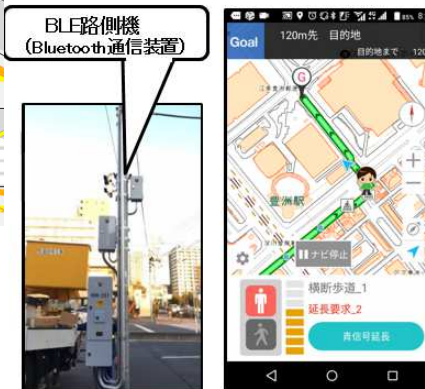 BLE路側機
(Bluetooth通信装置)
Goal
120m先 目的地
目的地まで 120
G
豊洲駅
ナビ停止
横断歩道_1
延長要求_2
青信号延長